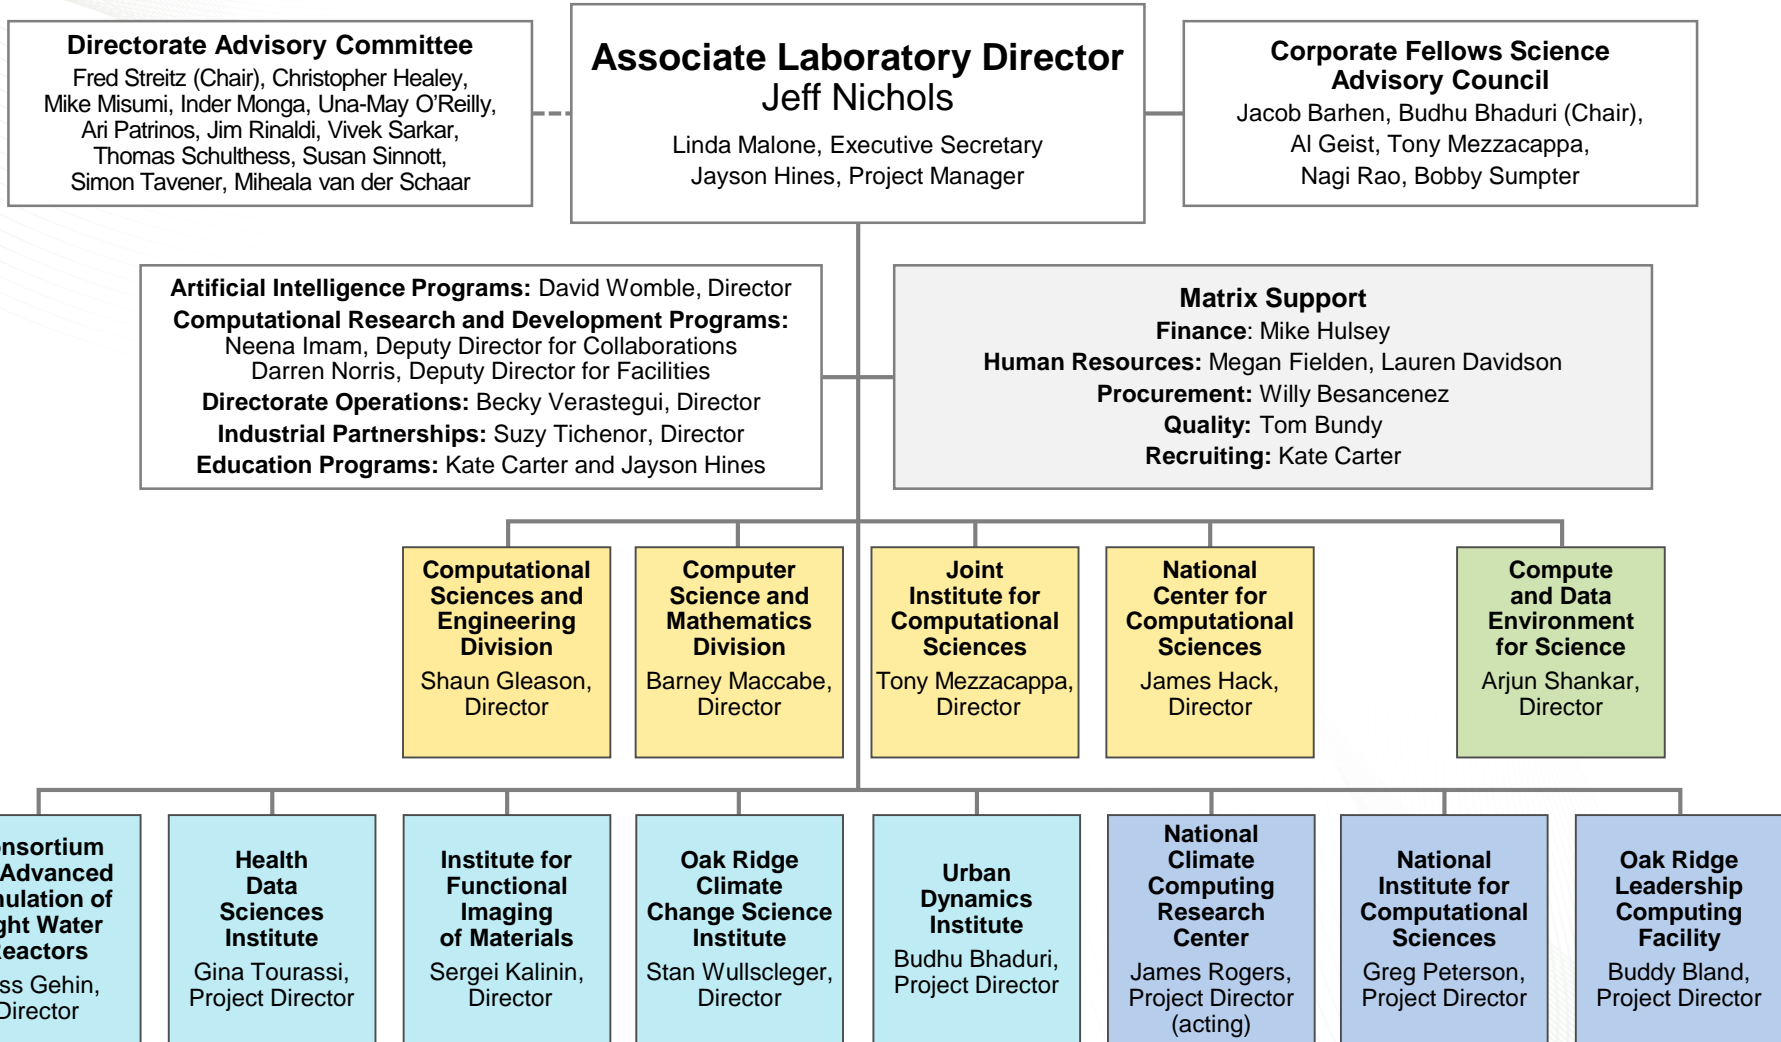 Directorate Advisory Committee
Fred Streitz (Chair), Christopher Healey,
Mike Misumi, Inder Monga, Una-May O'Reilly,
Ari Patrinos, Jim Rinaldi, Vivek Sarkar,
Thomas Schulthess, Susan Sinnott,
Simon Tavener, Miheala van der Schaar
Associate Laboratory Director
Jeff Nichols
Linda Malone, Executive Secretary
Jayson Hines, Project Manager
Corporate Fellows Science
Advisory Council
Jacob Barhen, Budhu Bhaduri (Chair),
Al Geist, Tony Mezzacappa,
Nagi Rao, Bobby Sumpter
Artificial Intelligence Programs: David Womble, Director
Computational Research and Development Programs:
Neena Imam, Deputy Director for Collaborations
Darren Norris, Deputy Director for Facilities
Directorate Operations: Becky Verastegui, Director
Industrial Partnerships: Suzy Tichenor, Director
Education Programs: Kate Carter and Jayson Hines
Matrix Support
Finance: Mike Hulsey
Human Resources: Megan Fielden, Lauren Davidson
Procurement: Willy Besancenez
Quality: Tom Bundy
Recruiting: Kate Carter
Computational
Sciences and
Engineering
Division
Shaun Gleason,
Director
Computer
Science and
Mathematics
Division
Barney Maccabe,
Director
Joint
Institute for
Computational
Sciences
Tony Mezzacappa,
Director
National
Center for
Computational
Sciences
James Hack,
Director
Compute
and Data
Environment
for Science
Arjun Shankar,
Director
Advanced
of
Water
Gehin,
Director
Health
Data
Sciences
Institute
Gina Tourassi,
Project Director
Institute for
Functional
Imaging
of Materials
Sergei Kalinin,
Director
Oak Ridge
Climate
Change Science
Institute
Stan Wullscleger,
Director
Urban
Dynamics
Institute
Budhu Bhaduri,
Project Director
National
Climate
Computing
Research
Center
James Rogers,
Project Director
(acting)
National
Institute for
Computational
Sciences
Greg Peterson,
Project Director
Oak Ridge
Leadership
Computing
Facility
Buddy Bland,
Project Director